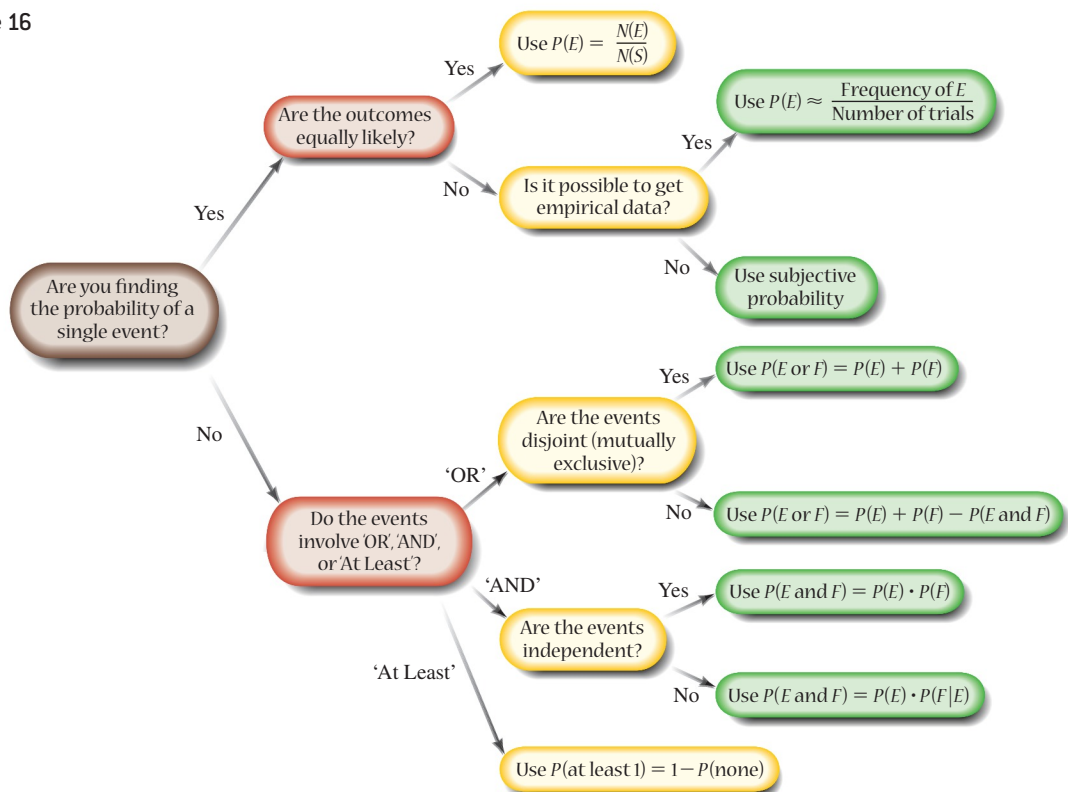 16
Use P(E) = N(E)
N(S)
Yes
Are the outcomes
equally likely?
Use P(E) ≈ Frequency of E
Number of trials
Yes
No
Is it possible to get
empirical data?
Yes
No
Use subjective
probability
Are you finding
the probability of a
single event?
Use P(E or F) = P(E) + P(F)
Yes
Are the events
disjoint (mutually
exclusive)?
No
'OR'
No
Use P(E or F) = P(E) + P(F) − P(E and F)
Do the events
involve 'OR', 'AND',
or 'At Least'?
'AND'
Yes
Use P(E and F) = P(E) • P(F)
Are the events
independent?
'At Least'
No
Use P(E and F) = P(E) • P(F|E)
Use P(at least 1) = 1 − P(none)